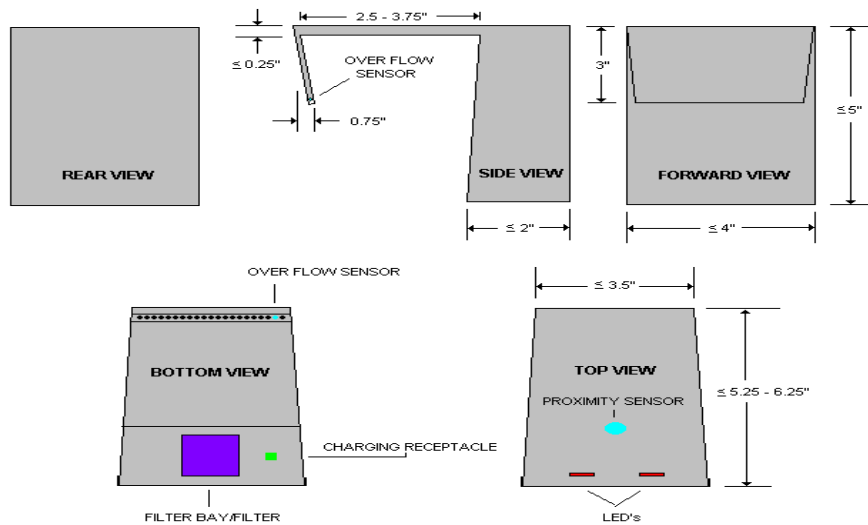 2.5 - 3.75"
≤ 0.25"
OVER FLOW
SENSOR
0.75"
3"
≤5"
REAR VIEW
SIDE VIEW
FORWARD VIEW
≤ 2"
≤4"
OVER FLOW SENSOR
≤ 3.5"
BOTTOM VIEW
TOP VIEW
≤ 5.25 - 6.25"
PROXIMITY SENSOR
CHARGING RECEPTACLE
FILTER BAY/FILTER
LED's